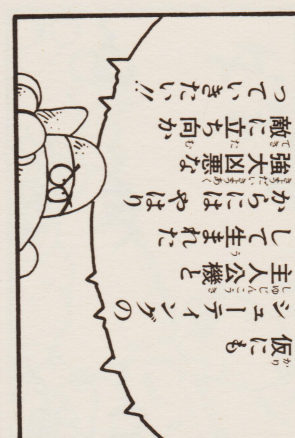 仮にも
シューティングの
主人公機と
して生まれた
からにはやはり
強大凶悪な
敵に立ち向か
っていきたい!!